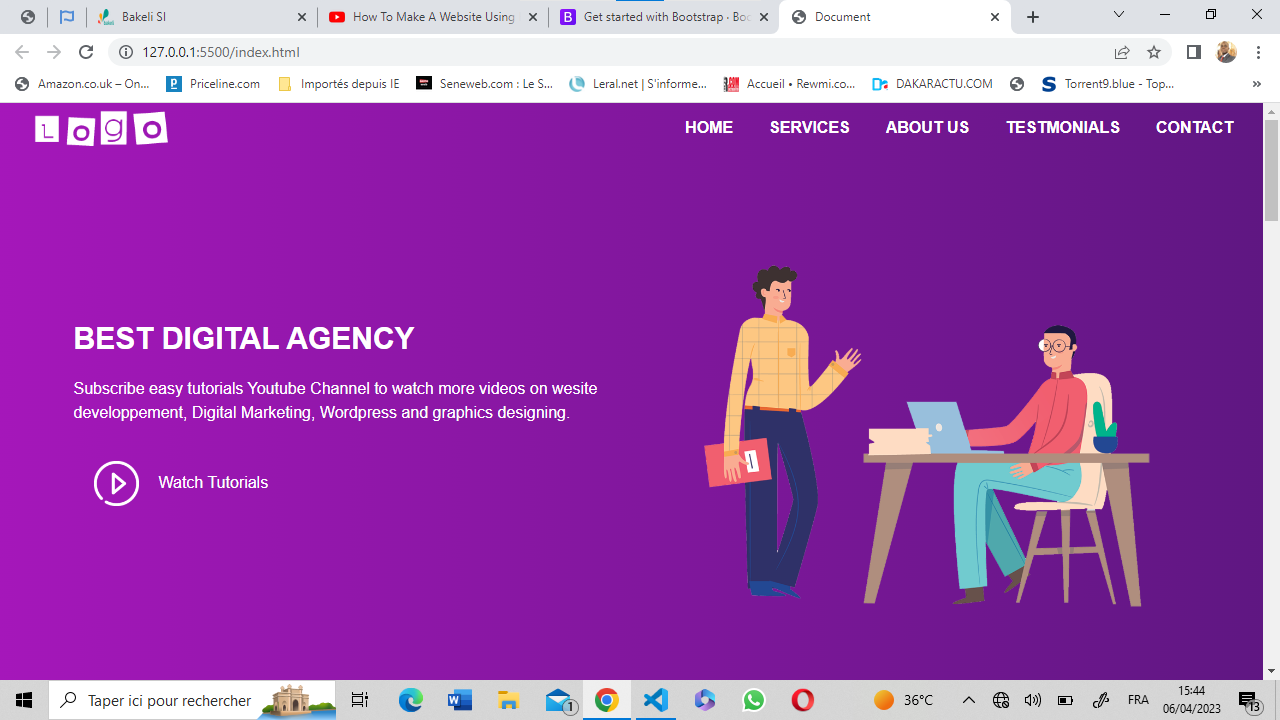 Bakeli SI
How To Make A Website Using
Get started with Bootstrap · Boo
Document
127.0.0.1:5500/index.html
Amazon.co.uk – On...
Priceline.com
Importés depuis IE
Seneweb.com : Le S...
Leral.net | S'informe...
Accueil • Rewmi.co...
DAKARACTU.COM
Torrent9.blue - Top...
LOGO
HOME
SERVICES
ABOUT US
TESTMONIALS
CONTACT
BEST DIGITAL AGENCY
Subscribe easy tutorials Youtube Channel to watch more videos on wesite
developpement, Digital Marketing, Wordpress and graphics designing.
Watch Tutorials
Taper ici pour rechercher
1
36°C
FRA
15:44
06/04/2023
13